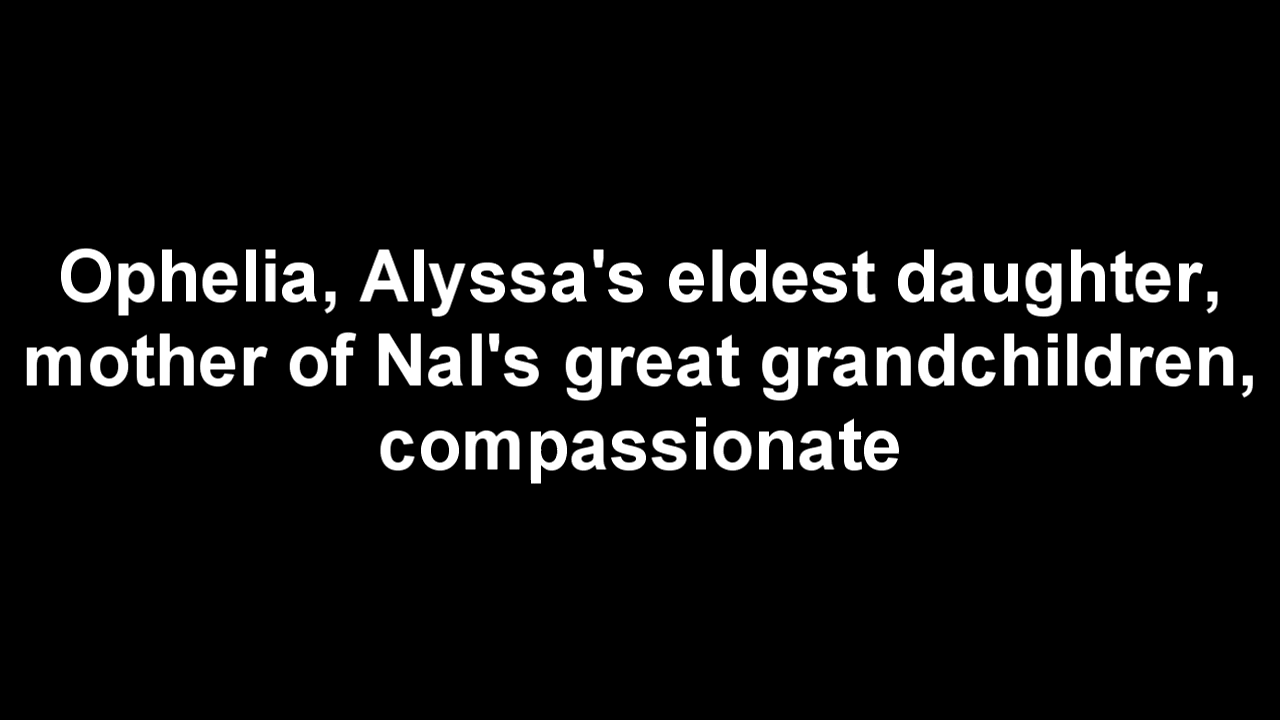 Ophelia, Alyssa's eldest daughter,
mother of Nal's great grandchildren,
compassionate